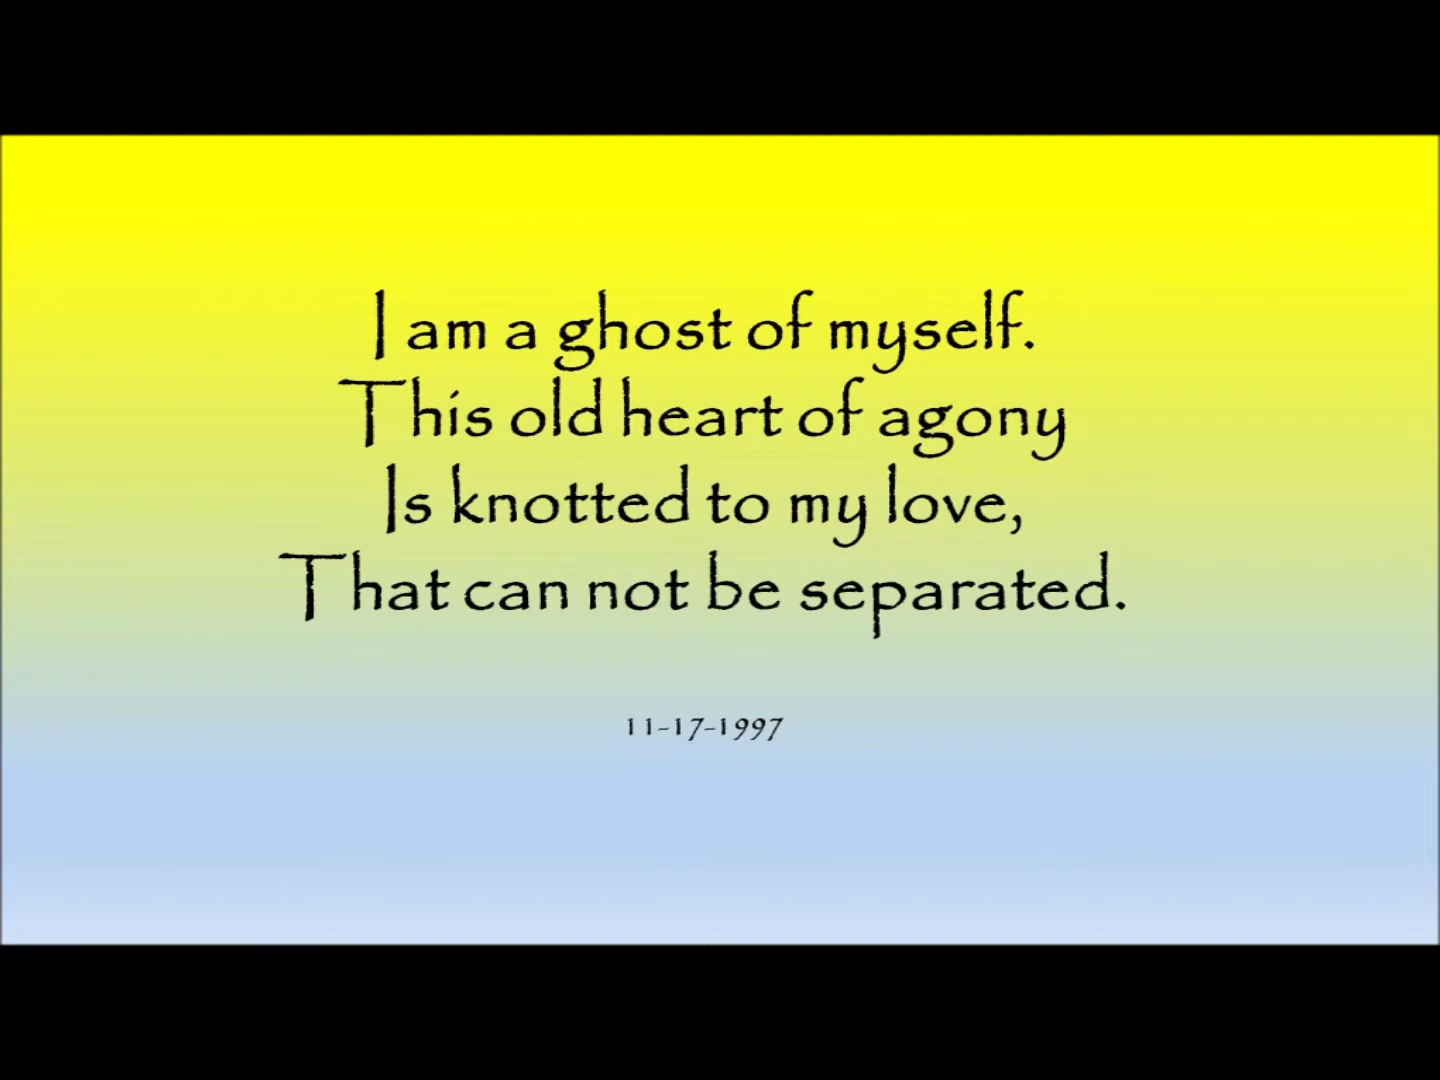 I am a ghost of myself.
This old heart of agony
Is knotted to my love,
That can not be separated.
11-17-1997